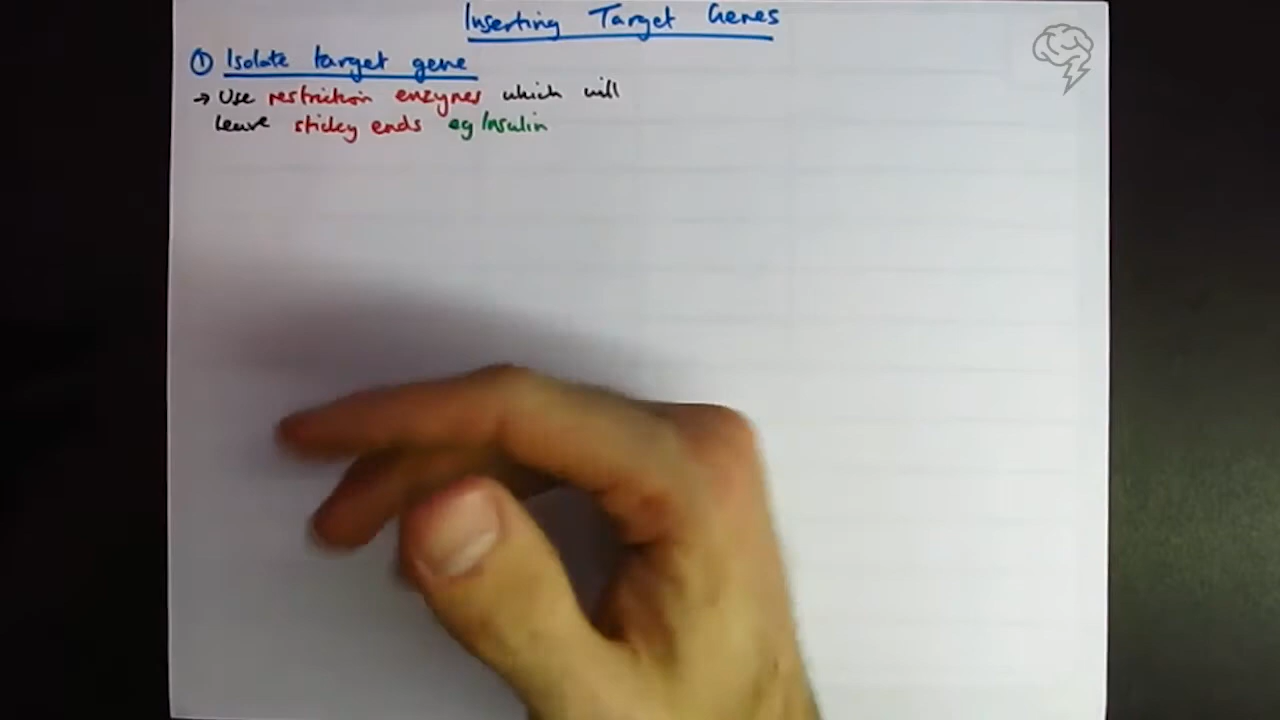 Inserting Target Genes
① Isolate target gene
→ Use restriction enzymes which will
leave sticky ends eg Insulin